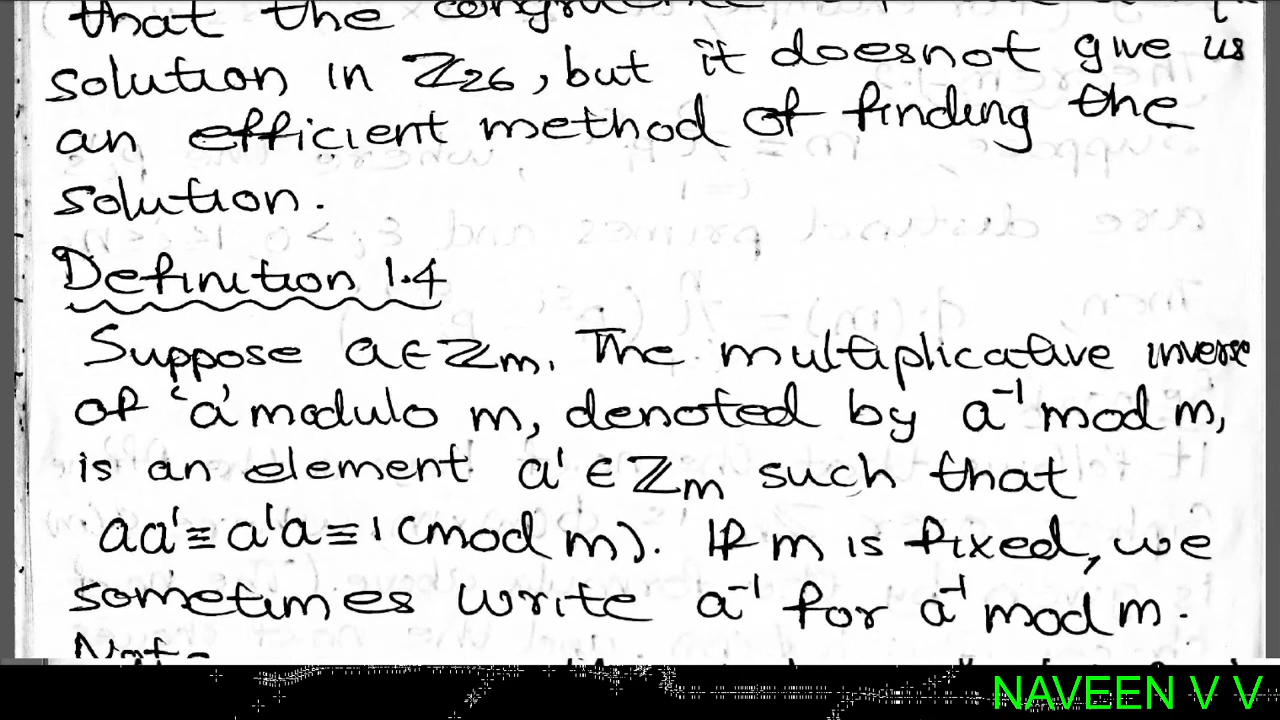 that the
solution in ℤ26, but it doesnot give us
an efficient method of finding the
solution.
Definition 1.4
Suppose a ∈ ℤm. The multiplicative inverse
of 'a' modulo m, denoted by a⁻¹ mod m,
is an element a' ∈ ℤm such that
aa' ≡ a'a ≡ 1 (mod m). If m is fixed, we
sometimes write a⁻¹ for a⁻¹ mod m.
NAVEEN V V